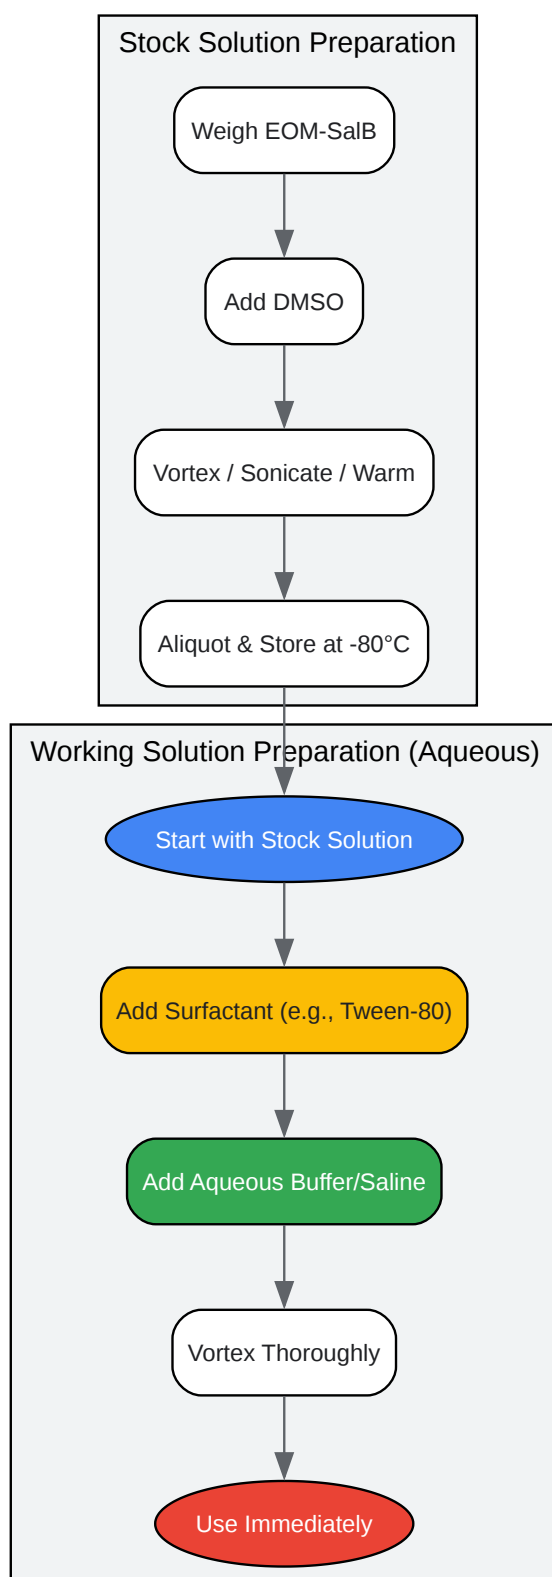 Stock Solution Preparation
Weigh EOM-SalB
Add DMSO
Vortex / Sonicate / Warm
Aliquot & Store at -80°C
Working Solution Preparation (Aqueous)
Start with Stock Solution
Add Surfactant (e.g., Tween-80)
Add Aqueous Buffer/Saline
Vortex Thoroughly
Use Immediately